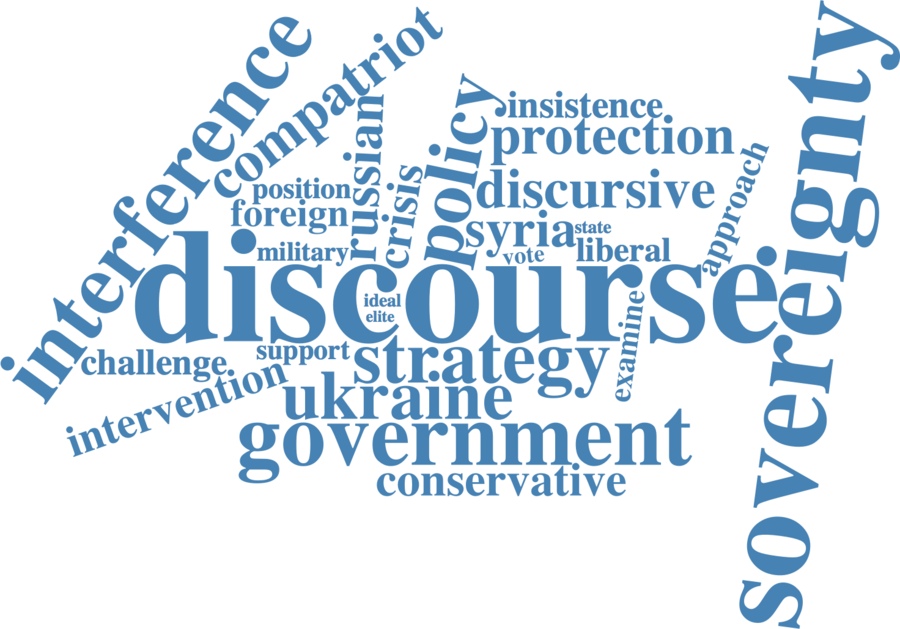 interference
compatriot
sovereignty
russian
crisis
policy
insistence
protection
position
foreign
discursive
approach
military
syria
state
vote
liberal
discourse
ideal
elite
examine
challenge
support
strategy
intervention
ukraine
government
conservative